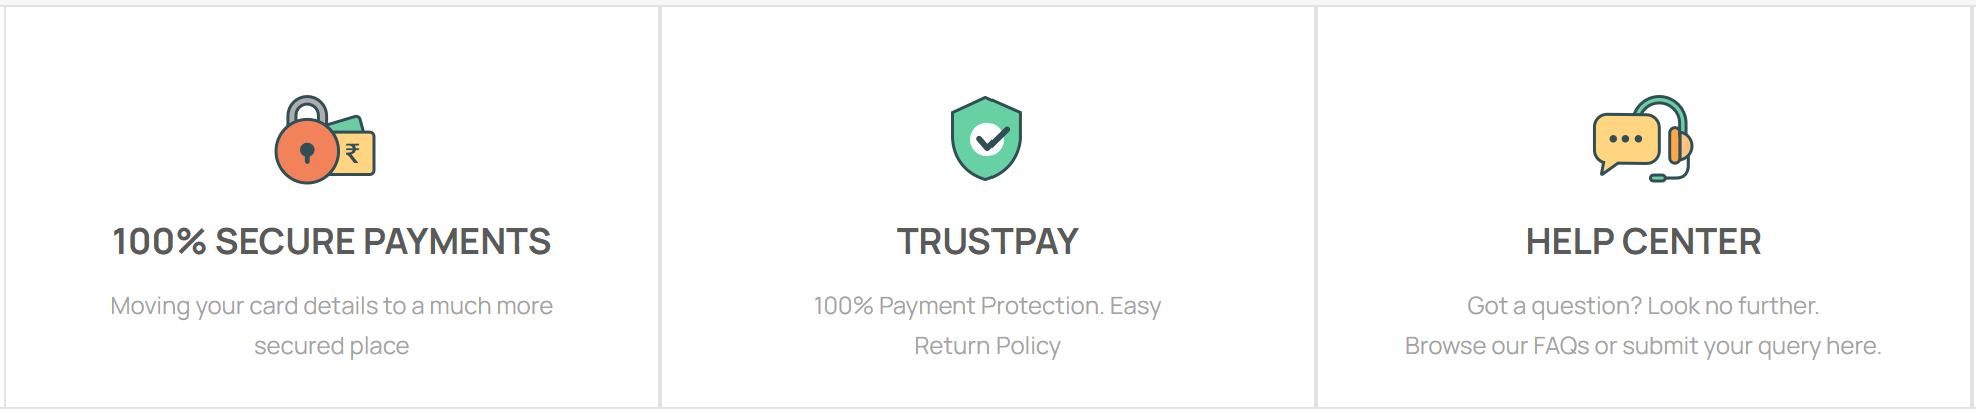 ₹
100% SECURE PAYMENTS
Moving your card details to a much more
secured place
TRUSTPAY
100% Payment Protection. Easy
Return Policy
HELP CENTER
Got a question? Look no further.
Browse our FAQs or submit your query here.